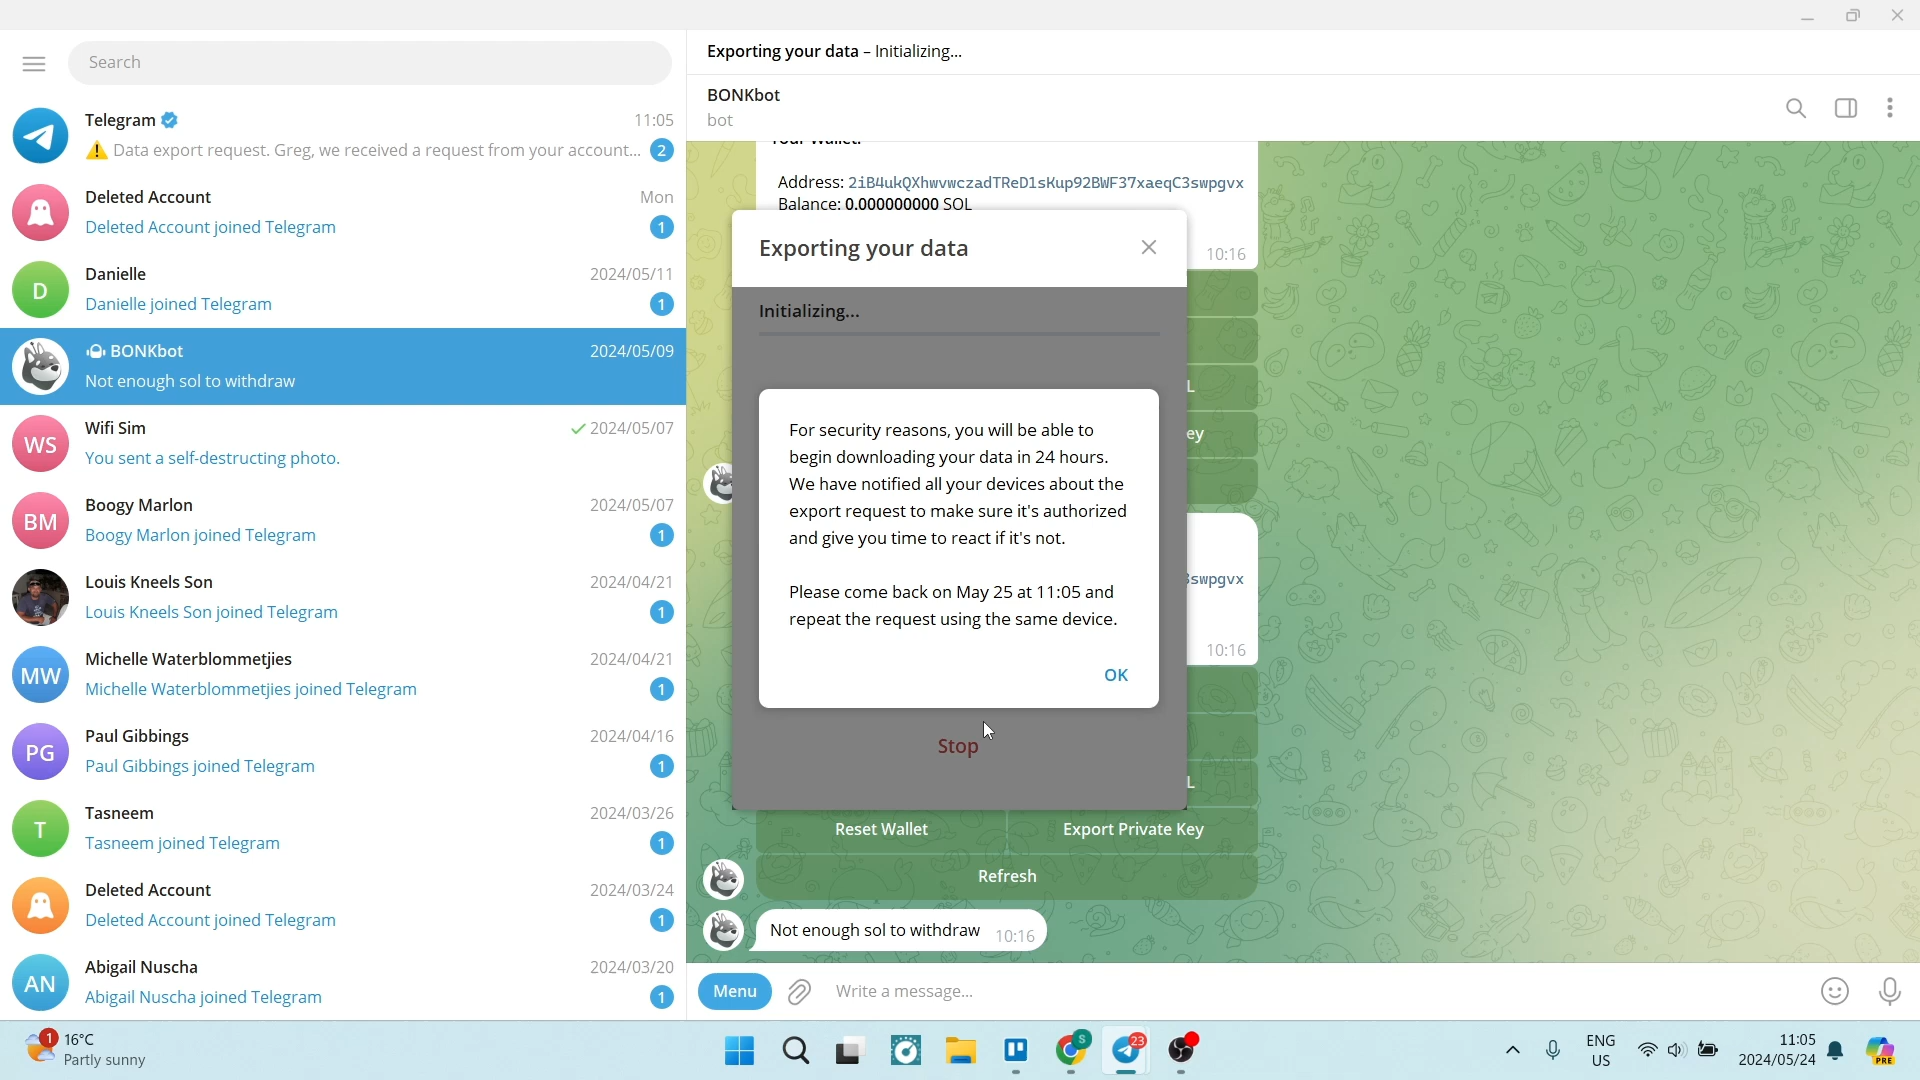 Search
Telegram 11:05
Data export request. Greg, we received a request from your account... 2
Deleted Account Mon
Deleted Account joined Telegram 1
D
Danielle 2024/05/11
Danielle joined Telegram 1
BONKbot 2024/05/09
Not enough sol to withdraw
WS
Wifi Sim 2024/05/07
You sent a self-destructing photo.
BM
Boogy Marlon 2024/05/07
Boogy Marlon joined Telegram 1
Louis Kneels Son 2024/04/21
Louis Kneels Son joined Telegram 1
MW
Michelle Waterblommetjies 2024/04/21
Michelle Waterblommetjies joined Telegram 1
PG
Paul Gibbings 2024/04/16
Paul Gibbings joined Telegram 1
T
Tasneem 2024/03/26
Tasneem joined Telegram 1
Deleted Account 2024/03/24
Deleted Account joined Telegram 1
AN
Abigail Nuscha 2024/03/20
Abigail Nuscha joined Telegram 1
Exporting your data – Initializing...
BONKbot
bot
Your Wallet:
Address: 2iB4ukQXhwvwczadTReD1sKup92BWF37xaeqC3swpgvx
Balance: 0.000000000 SOL
10:16
L
ey
3swpgvx
10:16
L
Exporting your data
Initializing...
For security reasons, you will be able to
begin downloading your data in 24 hours.
We have notified all your devices about the
export request to make sure it's authorized
and give you time to react if it's not.
Please come back on May 25 at 11:05 and
repeat the request using the same device.
OK
Stop
Reset Wallet Export Private Key
Refresh
Not enough sol to withdraw 10:16
Menu Write a message...
1 16°C
Partly sunny
S
23
ENG
US
11:05
2024/05/24
PRE